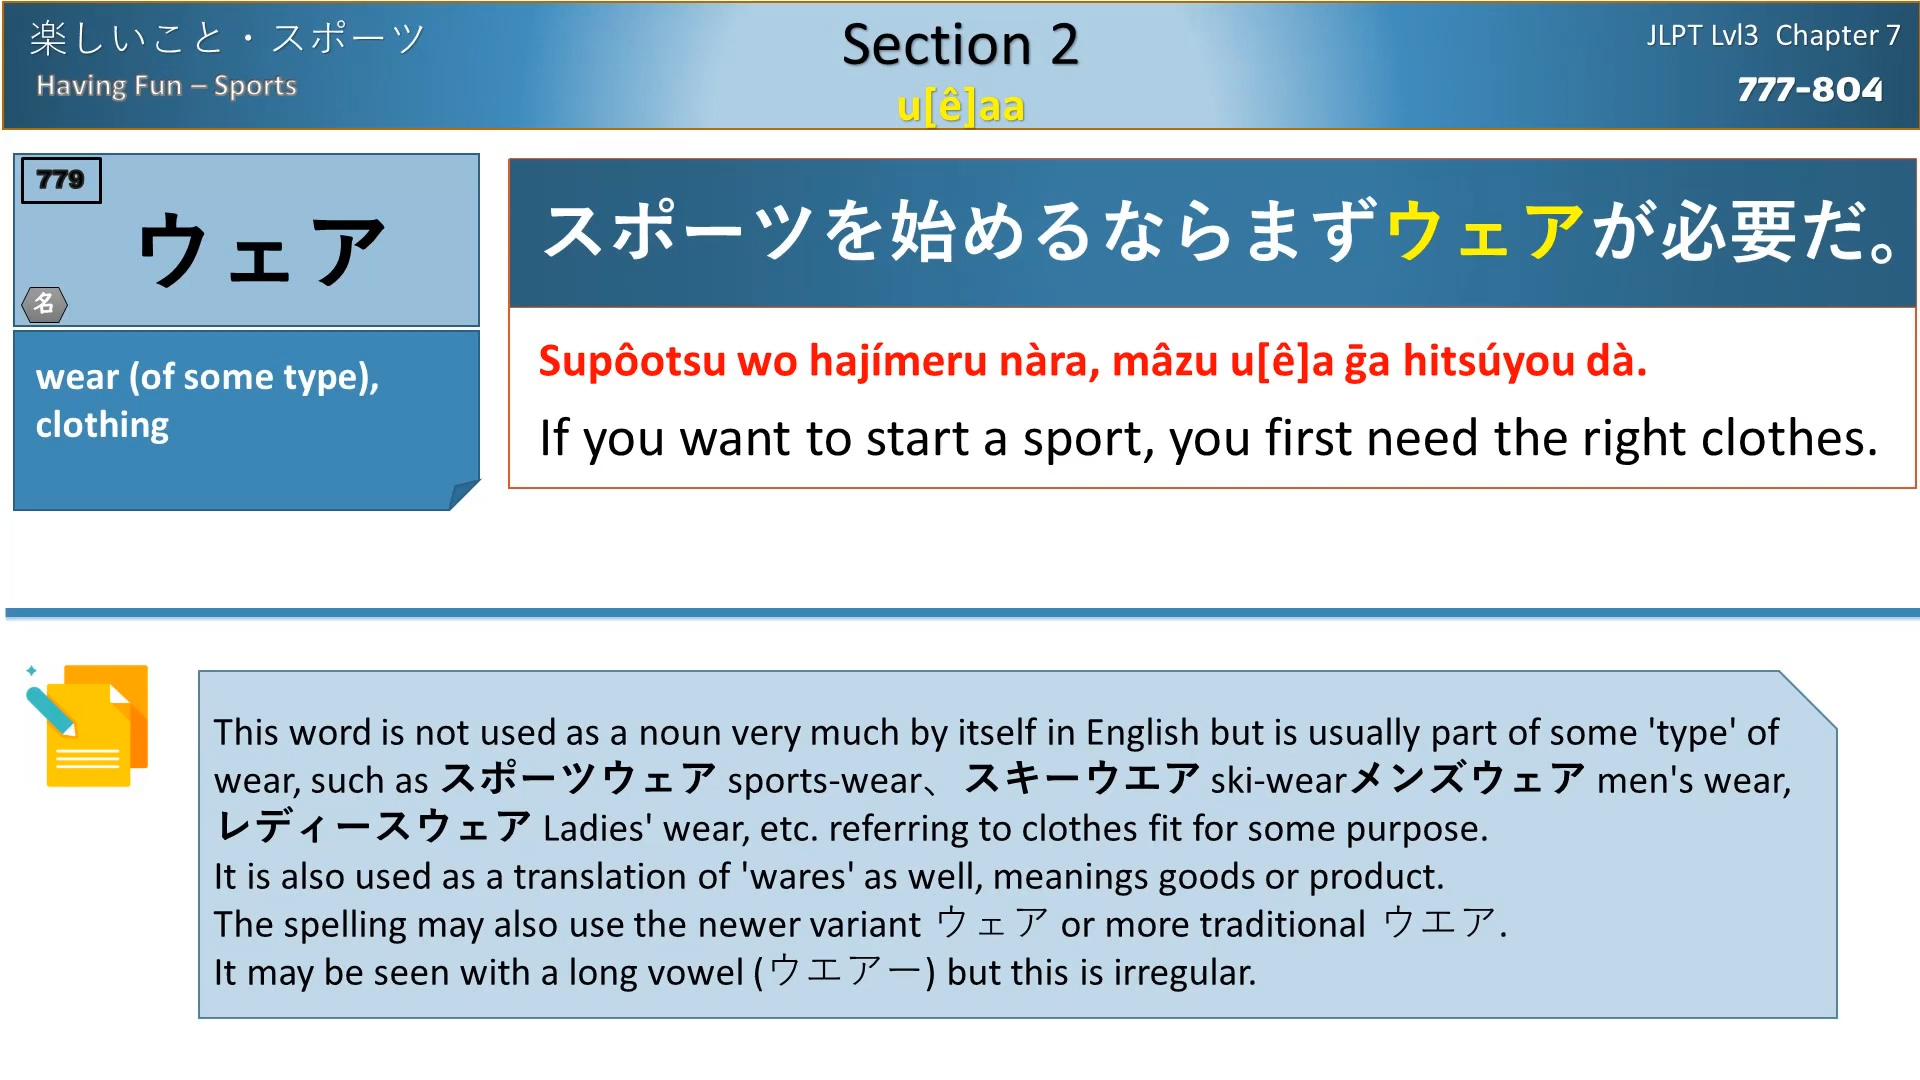 楽しいこと・スポーツ
Having Fun – Sports
Section 2
u[ê]aa
JLPT Lvl3 Chapter 7
777-804
779
ウェア
名
wear (of some type),
clothing
スポーツを始めるならまずウェアが必要だ。
Supôotsu wo hajímeru nàra, mâzu u[ê]a ḡa hitsúyou dà.
If you want to start a sport, you first need the right clothes.
This word is not used as a noun very much by itself in English but is usually part of some 'type' of
wear, such as スポーツウェア sports-wear、スキーウエア ski-wearメンズウェア men's wear,
レディースウェア Ladies' wear, etc. referring to clothes fit for some purpose.
It is also used as a translation of 'wares' as well, meanings goods or product.
The spelling may also use the newer variant ウェア or more traditional ウエア.
It may be seen with a long vowel (ウエアー) but this is irregular.